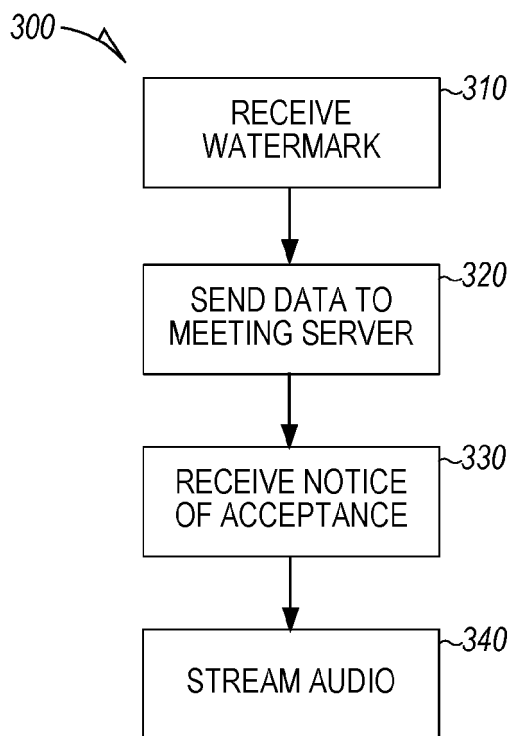 300
310
RECEIVE
WATERMARK
320
SEND DATA TO
MEETING SERVER
330
RECEIVE NOTICE
OF ACCEPTANCE
340
STREAM AUDIO